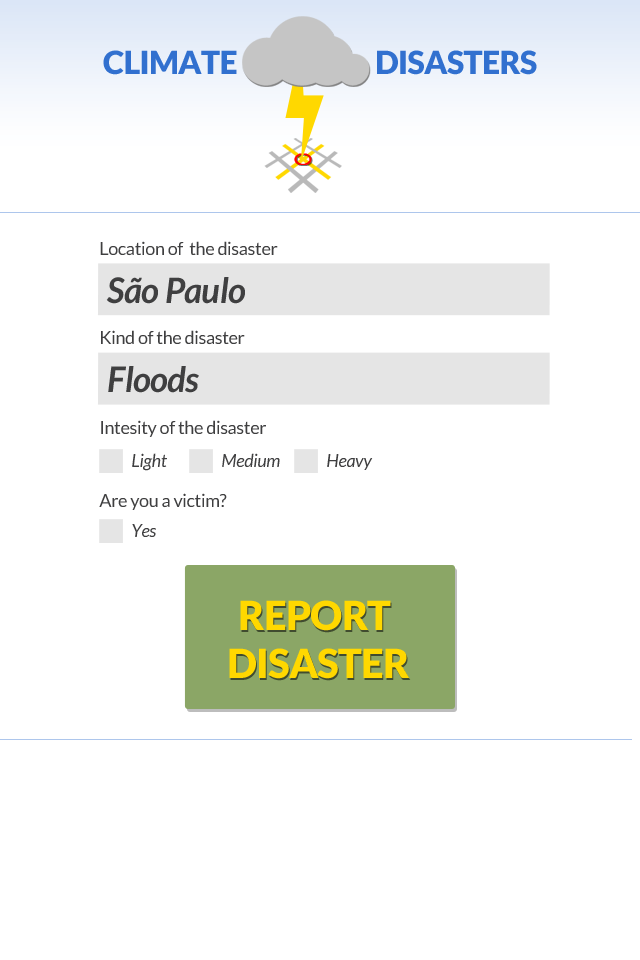 CLIMATE DISASTERS
Location of  the disaster
São Paulo
Kind of the disaster
Floods
Intesity of the disaster
Light Medium Heavy
Are you a victim?
Yes
REPORT
DISASTER